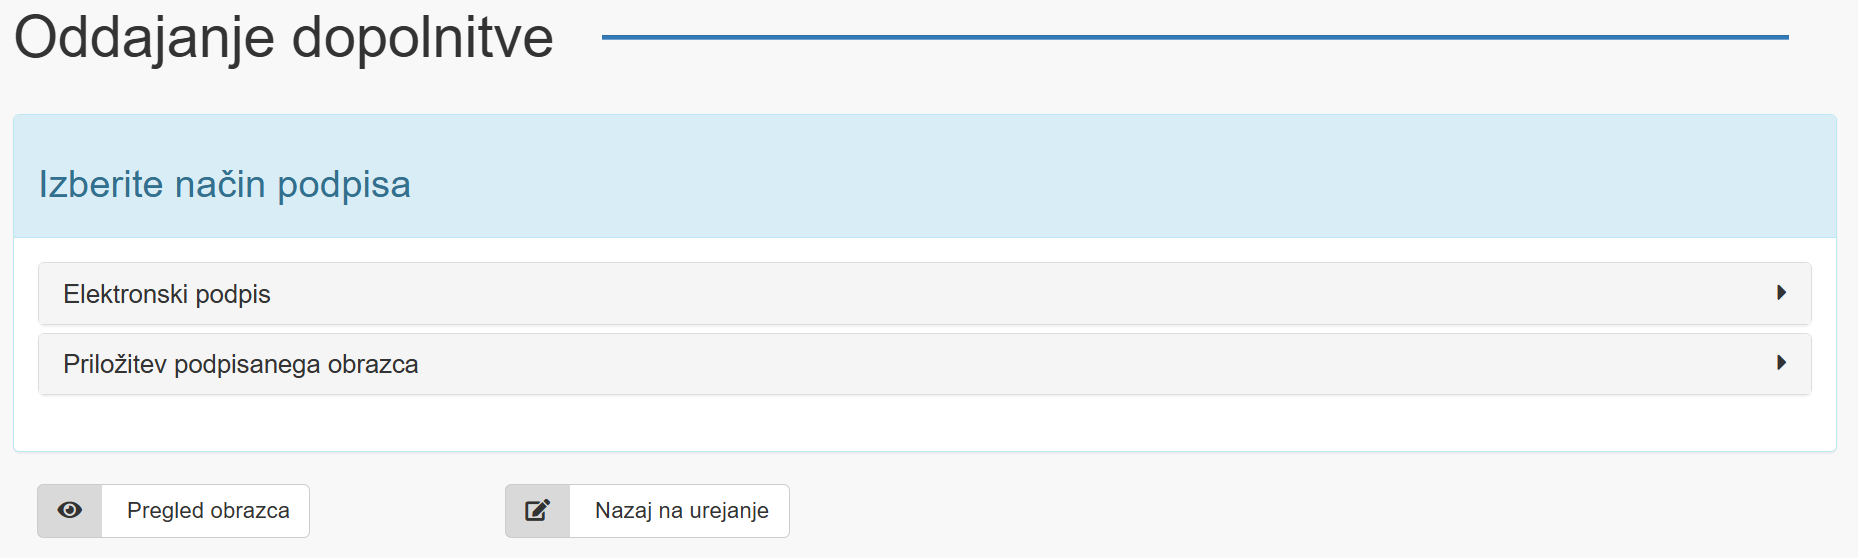 Oddajanje dopolnitve
Izberite način podpisa
Elektronski podpis
Priložitev podpisanega obrazca
Pregled obrazca
Nazaj na urejanje